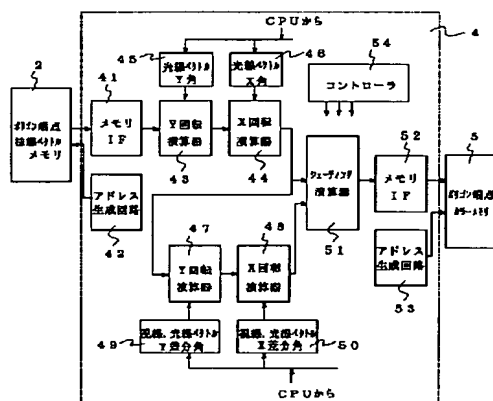 CPUから
4
45
46
光線ベクトル
Y角
光線ベクトル
X角
54
コントローラ
2
41
ポリゴン端点
法線ベクトル
メモリ
メモリ
IF
Y回転
演算器
43
X回転
演算器
44
シェーディング
演算器
51
52
メモリ
IF
5
ポリゴン端点
カラーメモリ
アドレス
生成回路
42
47
48
Y回転
演算器
X回転
演算器
アドレス
生成回路
53
視線、光線ベクトル
Y差分角
49
視線、光線ベクトル
X差分角
50
CPUから